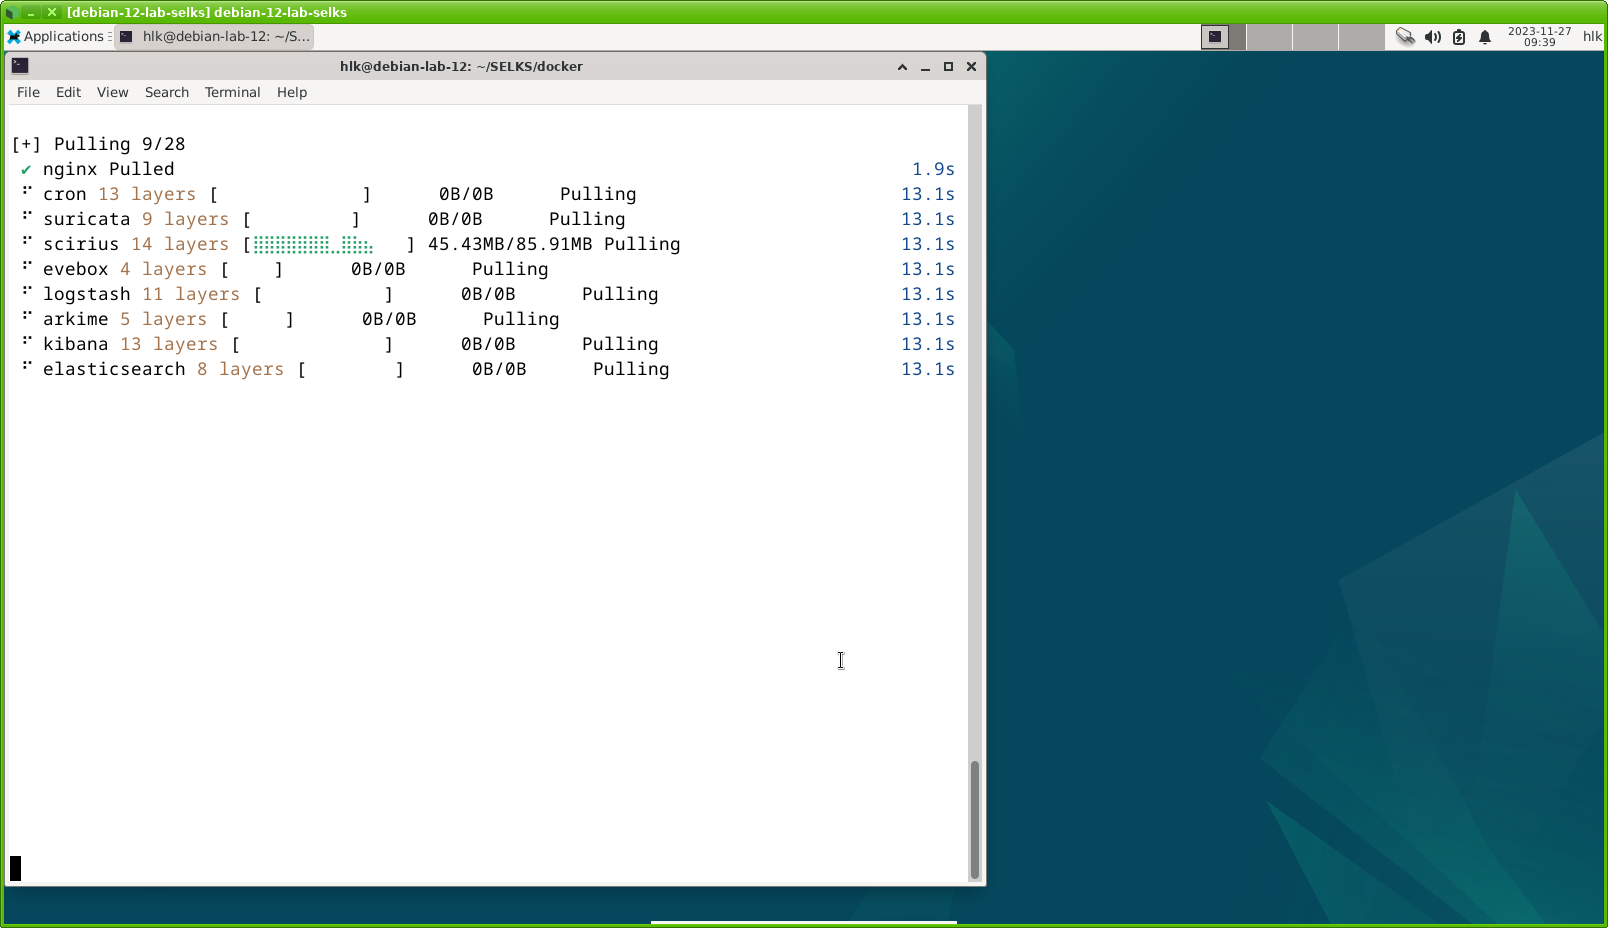 [debian-12-lab-selks] debian-12-lab-selks
Applications hlk@debian-lab-12: ~/S... 2023-11-27 09:39 hlk
hlk@debian-lab-12: ~/SELKS/docker
File Edit View Search Terminal Help
[+] Pulling 9/28
✔ nginx Pulled 1.9s
⠋ cron 13 layers [             ]      0B/0B      Pulling 13.1s
⠋ suricata 9 layers [         ]      0B/0B      Pulling 13.1s
⠋ scirius 14 layers [⣿⣿⣿⣿⣿⣿⣿⣀⣿⣷⣤   ] 45.43MB/85.91MB Pulling 13.1s
⠋ evebox 4 layers [    ]      0B/0B      Pulling 13.1s
⠋ logstash 11 layers [           ]      0B/0B      Pulling 13.1s
⠋ arkime 5 layers [     ]      0B/0B      Pulling 13.1s
⠋ kibana 13 layers [             ]      0B/0B      Pulling 13.1s
⠋ elasticsearch 8 layers [        ]      0B/0B      Pulling 13.1s